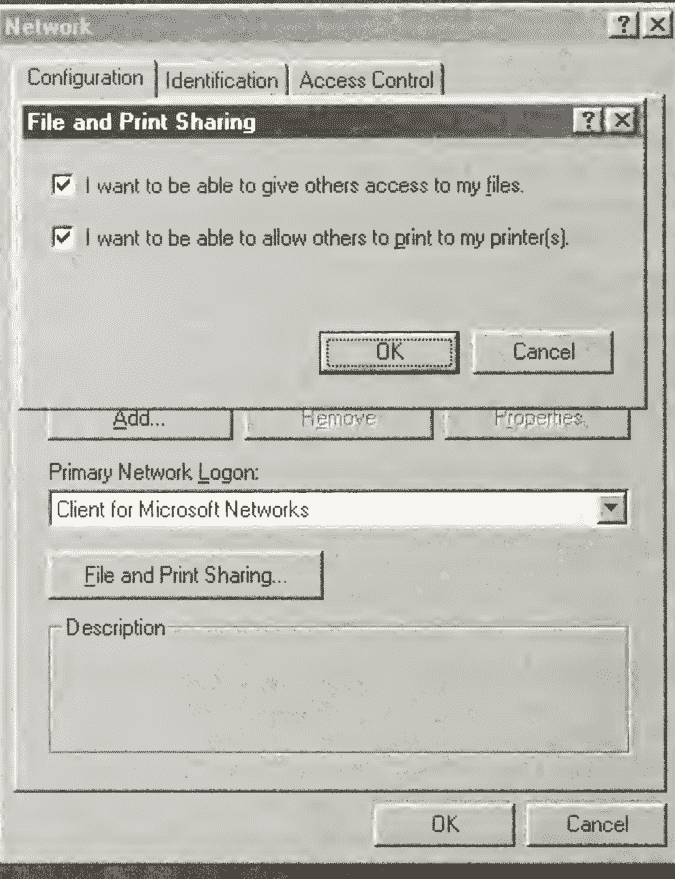 Network
Configuration Identification Access Control
File and Print Sharing
I want to be able to give others access to my files.
I want to be able to allow others to print to my printer(s).
OK Cancel
Add... Remove Properties
Primary Network Logon:
Client for Microsoft Networks
File and Print Sharing...
Description
OK Cancel